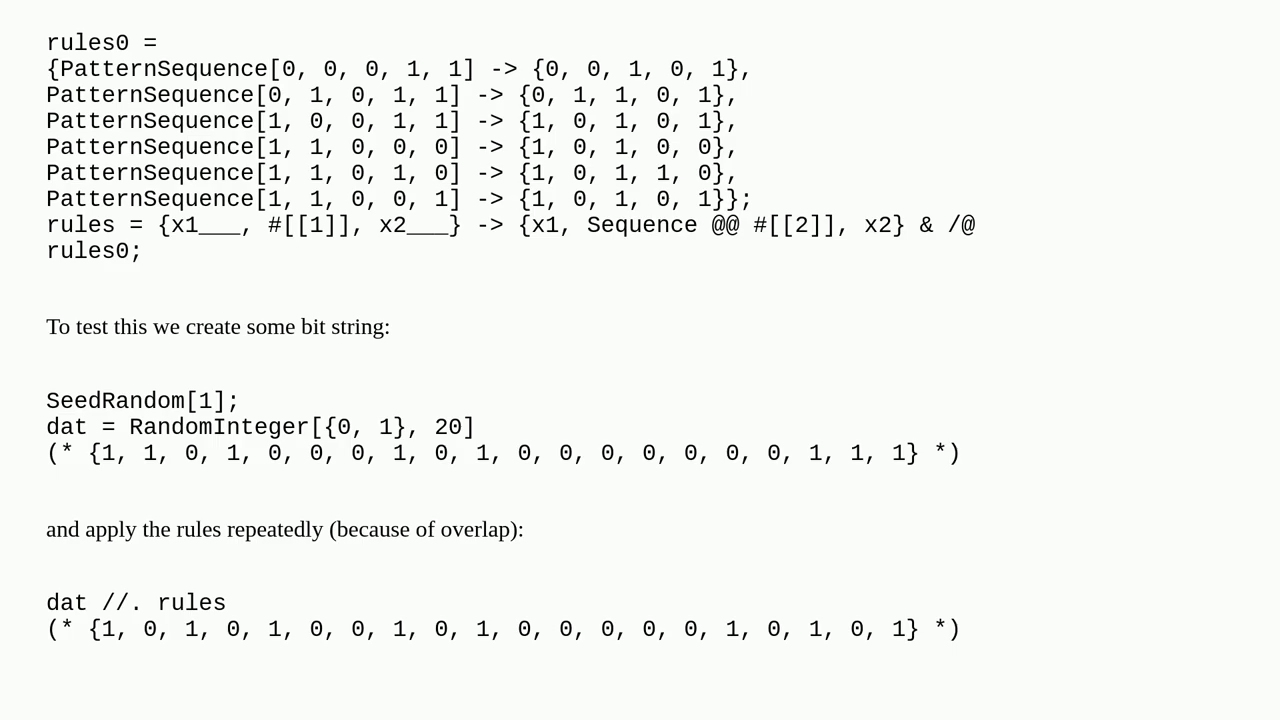 rules0 =
{PatternSequence[0, 0, 0, 1, 1] -> {0, 0, 1, 0, 1},
PatternSequence[0, 1, 0, 1, 1] -> {0, 1, 1, 0, 1},
PatternSequence[1, 0, 0, 1, 1] -> {1, 0, 1, 0, 1},
PatternSequence[1, 1, 0, 0, 0] -> {1, 0, 1, 0, 0},
PatternSequence[1, 1, 0, 1, 0] -> {1, 0, 1, 1, 0},
PatternSequence[1, 1, 0, 0, 1] -> {1, 0, 1, 0, 1}};
rules = {x1___, #[[1]], x2___} -> {x1, Sequence @@ #[[2]], x2} & /@
rules0;
To test this we create some bit string:
SeedRandom[1];
dat = RandomInteger[{0, 1}, 20]
(* {1, 1, 0, 1, 0, 0, 0, 1, 0, 1, 0, 0, 0, 0, 0, 0, 0, 1, 1, 1} *)
and apply the rules repeatedly (because of overlap):
dat //. rules
(* {1, 0, 1, 0, 1, 0, 0, 1, 0, 1, 0, 0, 0, 0, 0, 1, 0, 1, 0, 1} *)